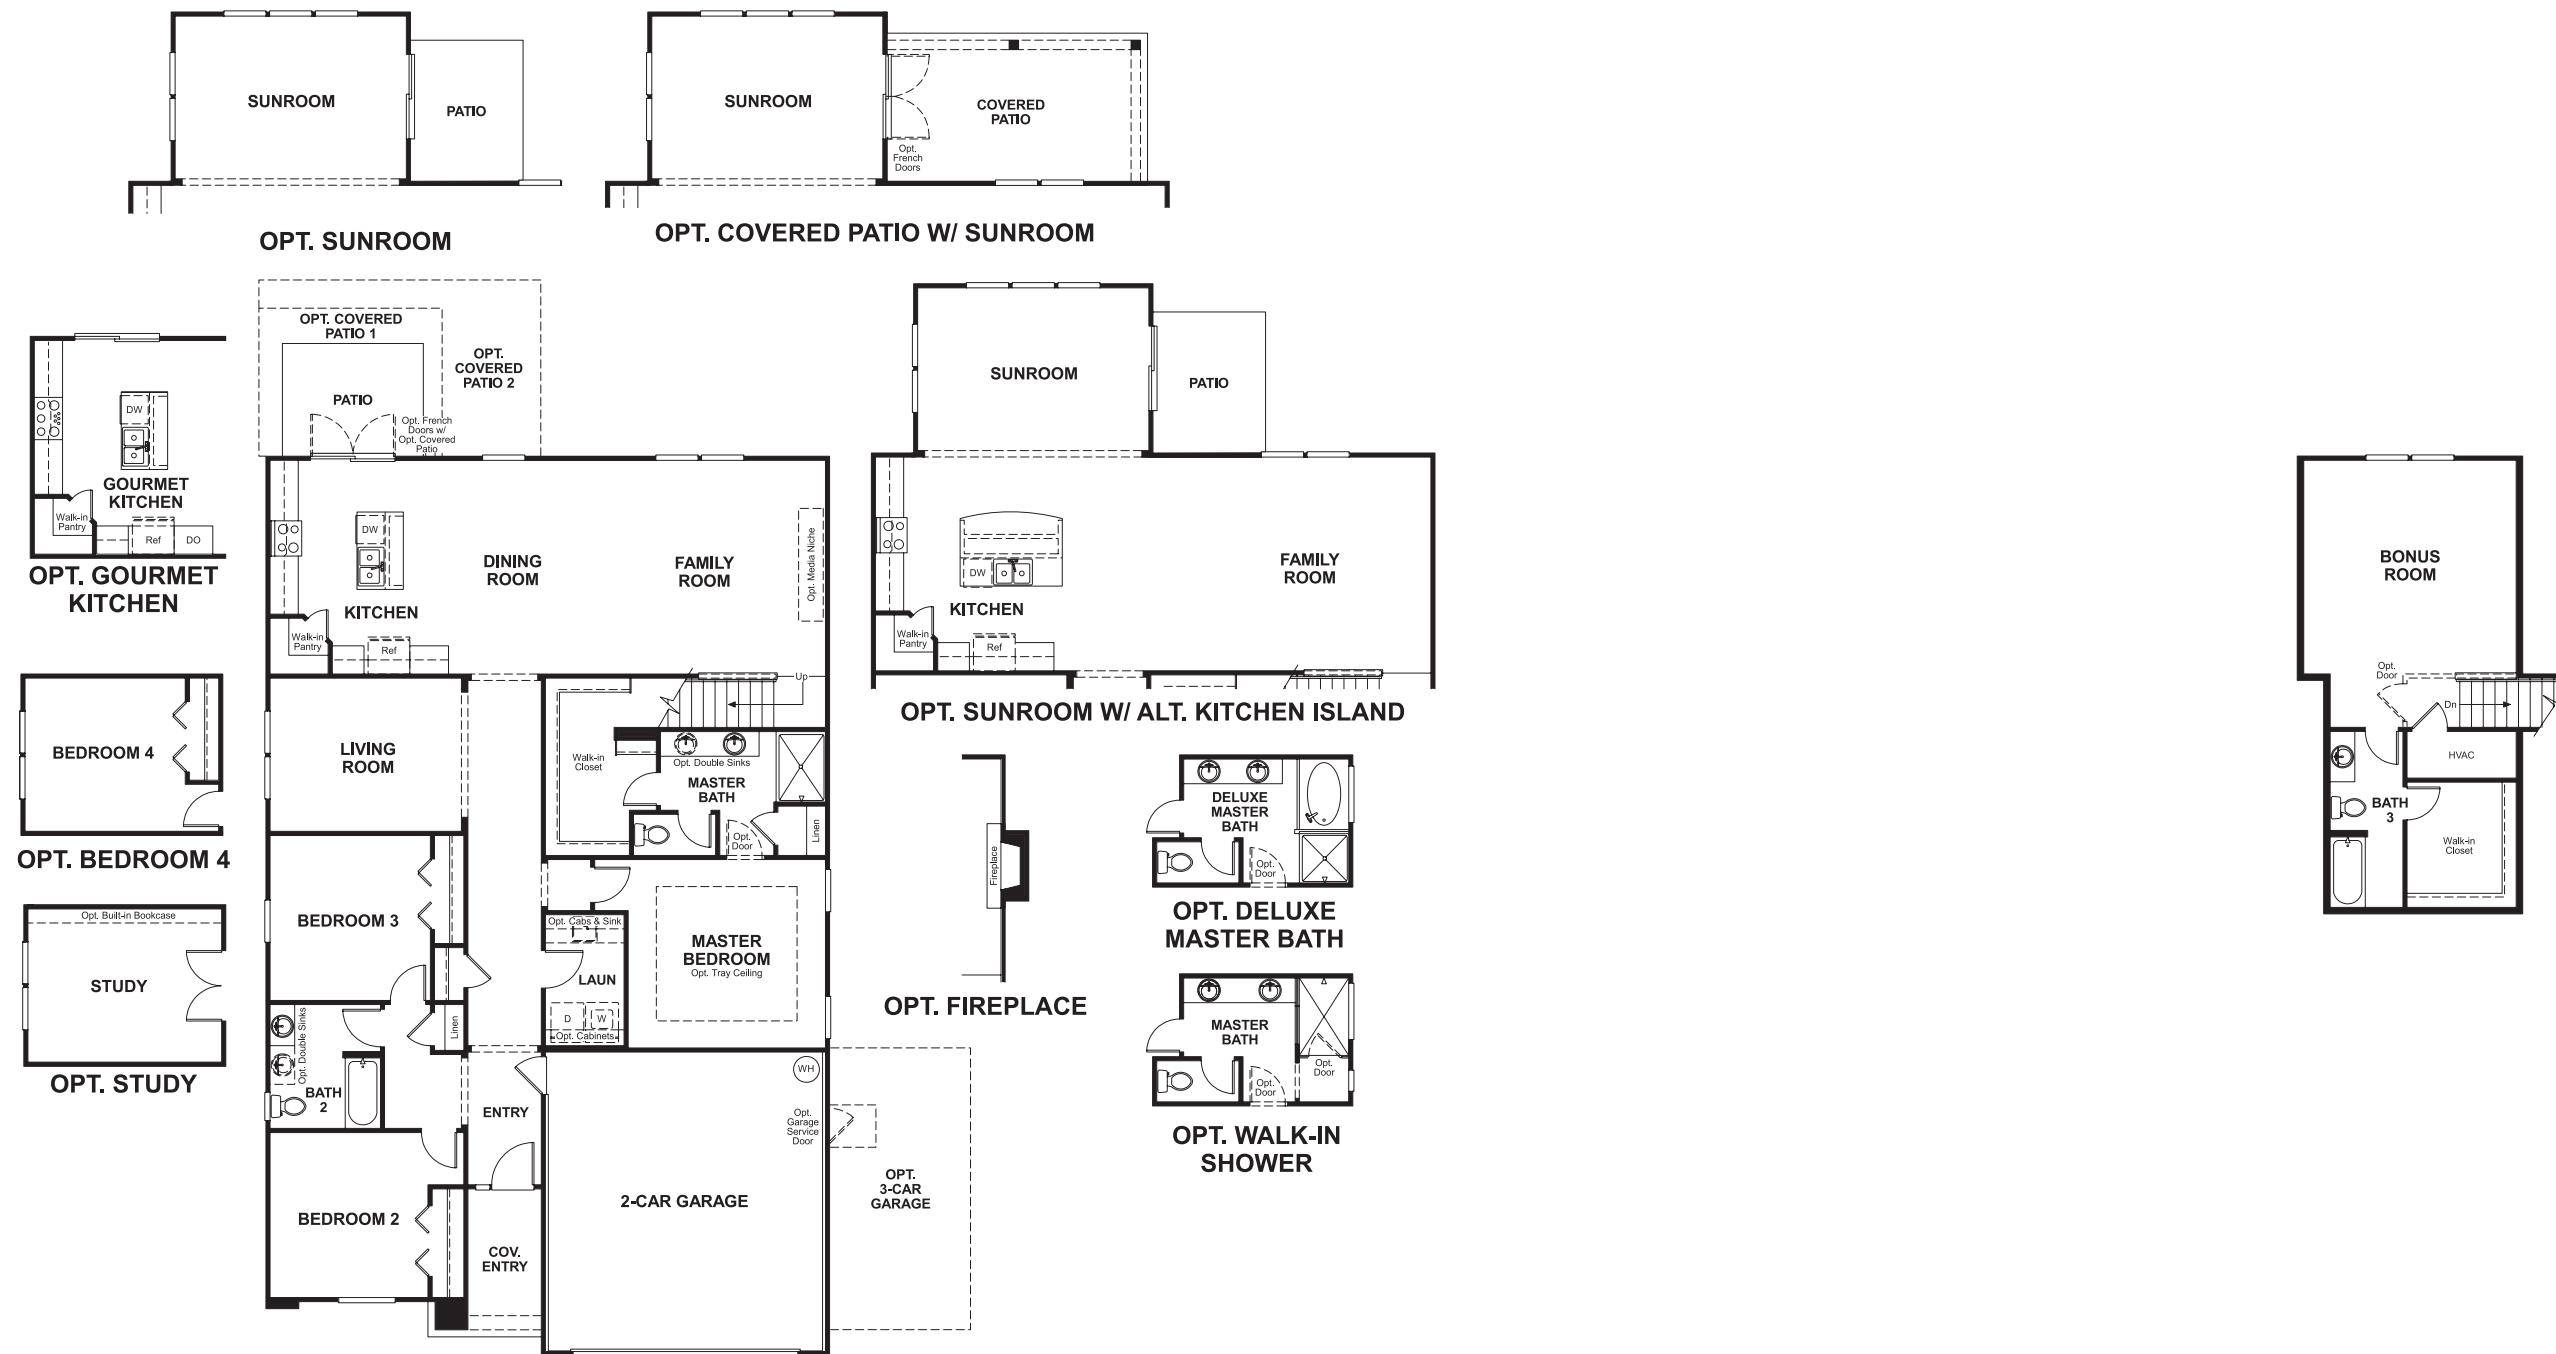 SUNROOM
PATIO
OPT. SUNROOM
SUNROOM
COVERED
PATIO
Opt.
French
Doors
OPT. COVERED PATIO W/ SUNROOM
DW
GOURMET
KITCHEN
Walk-in
Pantry
Ref
DO
OPT. GOURMET
KITCHEN
OPT. COVERED
PATIO 1
OPT.
COVERED
PATIO 2
PATIO
Opt. French
Doors w/
Opt. Covered
Patio
DW
DINING
ROOM
FAMILY
ROOM
Opt. Media Niche
KITCHEN
Walk-in
Pantry
Ref
Up
LIVING
ROOM
Walk-in
Closet
Opt. Double Sinks
MASTER
BATH
Opt.
Door
Linen
BEDROOM 3
Opt. Cabs & Sink
LAUN
D
W
Opt. Cabinets
MASTER
BEDROOM
Opt. Tray Ceiling
Opt. Double Sinks
Linen
BATH
2
ENTRY
WH
Opt.
Garage
Service
Door
BEDROOM 2
COV.
ENTRY
2-CAR GARAGE
OPT.
3-CAR
GARAGE
BEDROOM 4
OPT. BEDROOM 4
Opt. Built-in Bookcase
STUDY
OPT. STUDY
SUNROOM
PATIO
DW
KITCHEN
FAMILY
ROOM
Walk-in
Pantry
Ref
OPT. SUNROOM W/ ALT. KITCHEN ISLAND
Fireplace
OPT. FIREPLACE
DELUXE
MASTER
BATH
Opt.
Door
OPT. DELUXE
MASTER BATH
MASTER
BATH
Opt.
Door
Opt.
Door
OPT. WALK-IN
SHOWER
BONUS
ROOM
Opt.
Door
Dn
HVAC
BATH
3
Walk-in
Closet